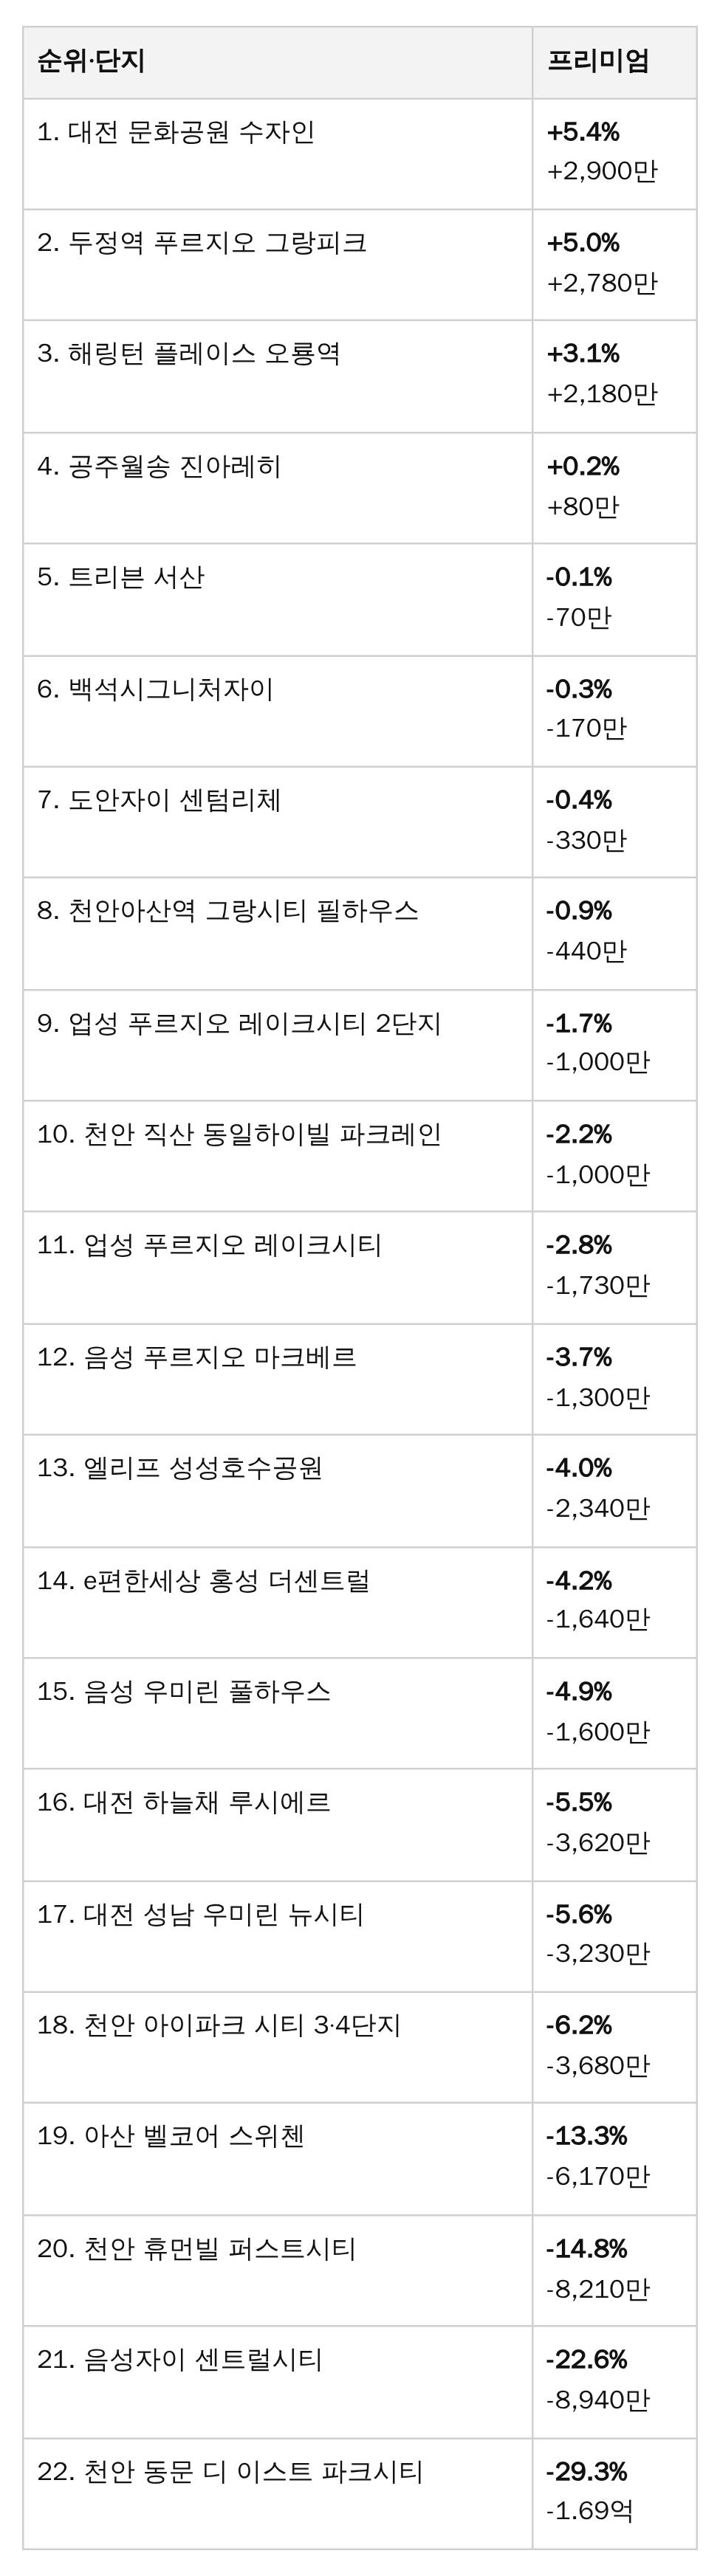 순위·단지 프리미엄
1. 대전 문화공원 수자인 +5.4%
+2,900만
2. 두정역 푸르지오 그랑피크 +5.0%
+2,780만
3. 해링턴 플레이스 오룡역 +3.1%
+2,180만
4. 공주월송 진아레히 +0.2%
+80만
5. 트리븐 서산 -0.1%
-70만
6. 백석시그니처자이 -0.3%
-170만
7. 도안자이 센텀리체 -0.4%
-330만
8. 천안아산역 그랑시티 필하우스 -0.9%
-440만
9. 업성 푸르지오 레이크시티 2단지 -1.7%
-1,000만
10. 천안 직산 동일하이빌 파크레인 -2.2%
-1,000만
11. 업성 푸르지오 레이크시티 -2.8%
-1,730만
12. 음성 푸르지오 마크베르 -3.7%
-1,300만
13. 엘리프 성성호수공원 -4.0%
-2,340만
14. e편한세상 홍성 더센트럴 -4.2%
-1,640만
15. 음성 우미린 풀하우스 -4.9%
-1,600만
16. 대전 하늘채 루시에르 -5.5%
-3,620만
17. 대전 성남 우미린 뉴시티 -5.6%
-3,230만
18. 천안 아이파크 시티 3·4단지 -6.2%
-3,680만
19. 아산 벨코어 스위첸 -13.3%
-6,170만
20. 천안 휴먼빌 퍼스트시티 -14.8%
-8,210만
21. 음성자이 센트럴시티 -22.6%
-8,940만
22. 천안 동문 디 이스트 파크시티 -29.3%
-1.69억